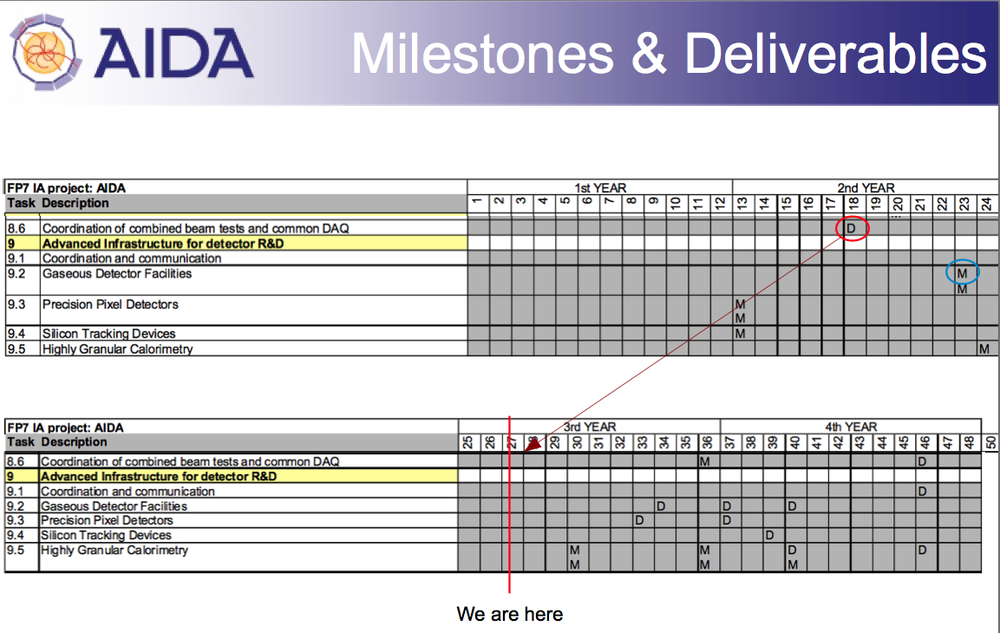 AIDA
Milestones & Deliverables
FP7 IA project: AIDA 1st YEAR 2nd YEAR
Task Description 1 2 3 4 5 6 7 8 9 10 11 12 13 14 15 16 17 18 19 20 21 22 23 24
8.6 Coordination of combined beam tests and common DAQ D
9 Advanced Infrastructure for detector R&D
9.1 Coordination and communication
9.2 Gaseous Detector Facilities M
M
9.3 Precision Pixel Detectors M
M
9.4 Silicon Tracking Devices M
9.5 Highly Granular Calorimetry M
FP7 IA project: AIDA 3rd YEAR 4th YEAR
Task Description 25 26 27 28 29 30 31 32 33 34 35 36 37 38 39 40 41 42 43 44 45 46 47 48 50
8.6 Coordination of combined beam tests and common DAQ M D
9 Advanced Infrastructure for detector R&D
9.1 Coordination and communication D
9.2 Gaseous Detector Facilities D D D
9.3 Precision Pixel Detectors D D
9.4 Silicon Tracking Devices D
9.5 Highly Granular Calorimetry M M D D
M M M
We are here